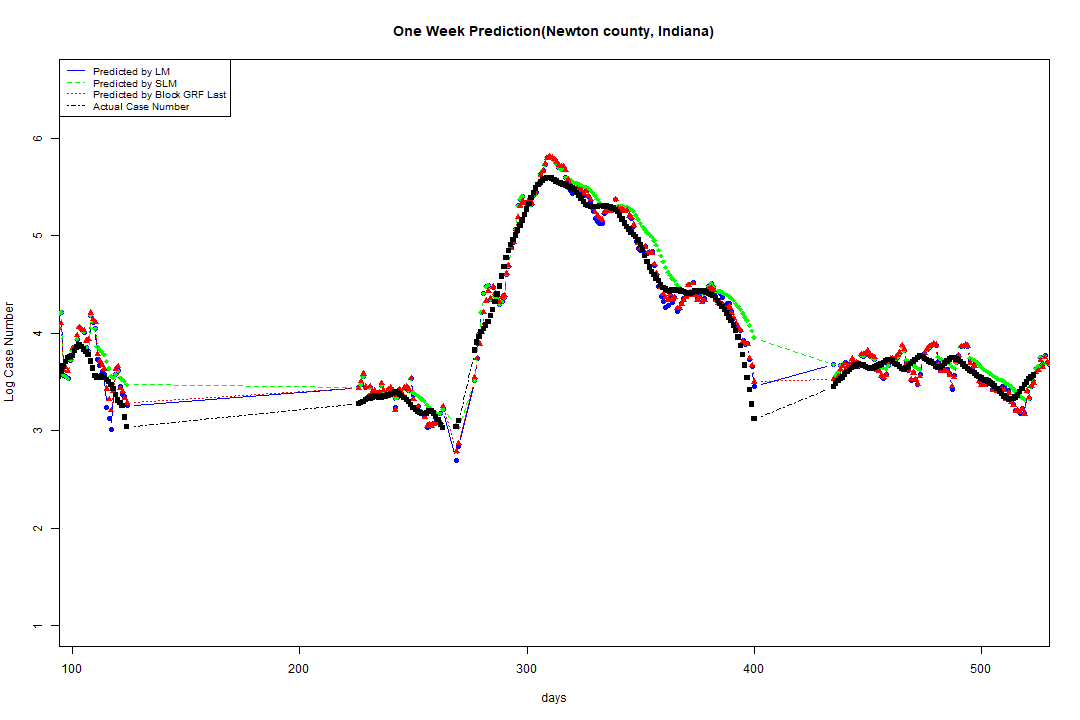 One Week Prediction(Newton county, Indiana)
Predicted by LM
Predicted by SLM
Predicted by Block GRF Last
Actual Case Number
6
5
4
3
2
1
Log Case Number
100 200 300 400 500
days